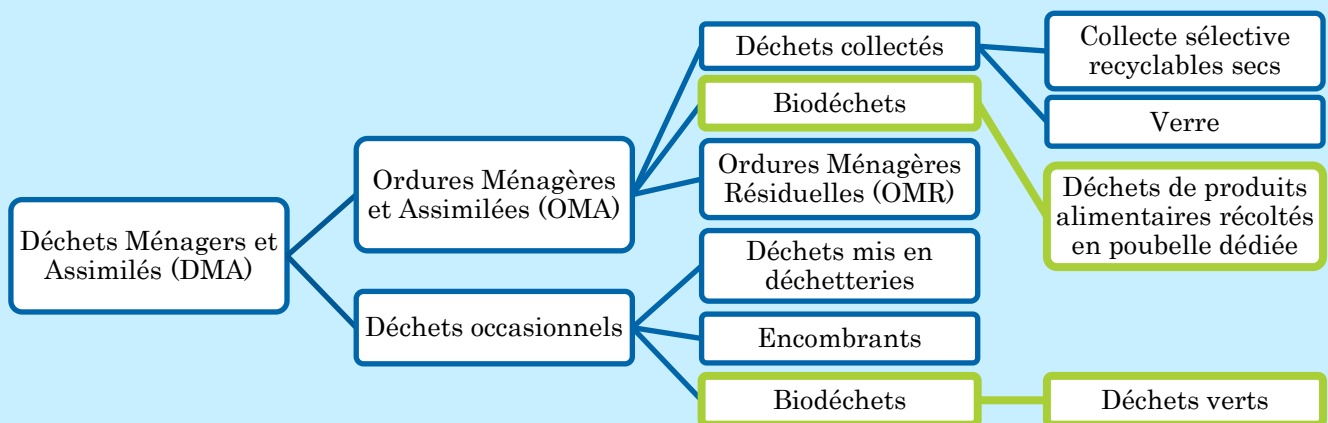 Déchets Ménagers et
Assimilés (DMA)
Ordures Ménagères
et Assimilées (OMA)
Déchets occasionnels
Déchets collectés
Biodéchets
Ordures Ménagères
Résiduelles (OMR)
Déchets mis en
déchetteries
Encombrants
Biodéchets
Collecte sélective
recyclables secs
Verre
Déchets de produits
alimentaires récoltés
en poubelle dédiée
Déchets verts